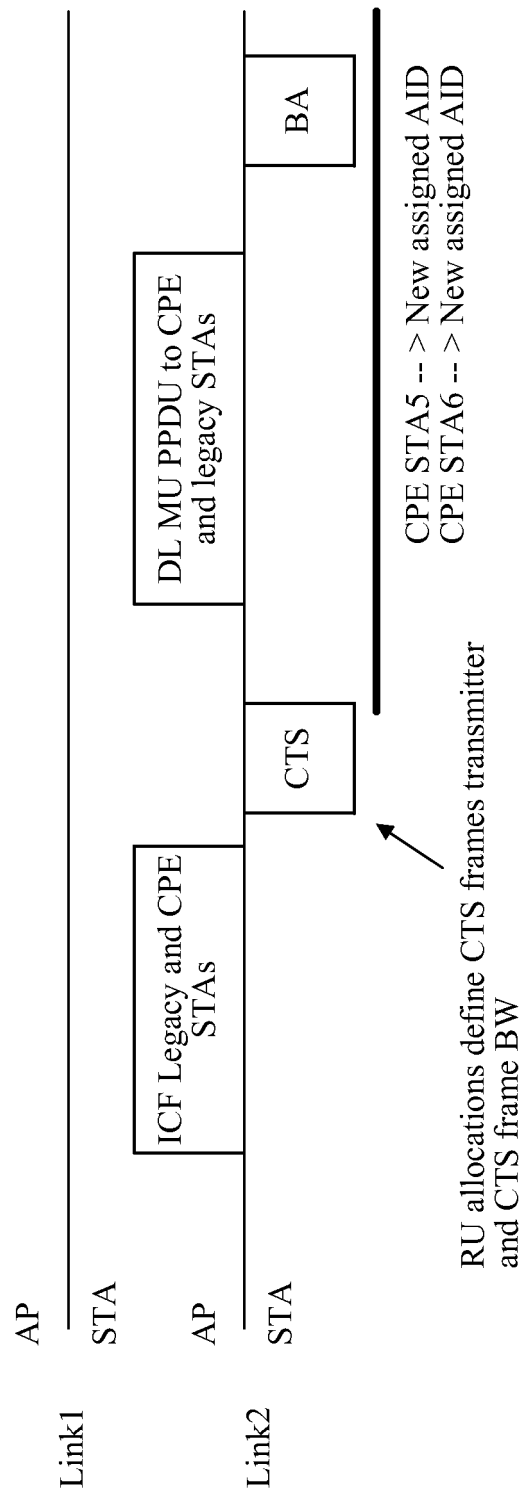 Link1
AP
STA
Link2
AP
STA
ICF Legacy and CPE
STAs
CTS
DL MU PPDU to CPE
and legacy STAs
BA
RU allocations define CTS frames transmitter
and CTS frame BW
CPE STA5 -- > New assigned AID
CPE STA6 -- > New assigned AID